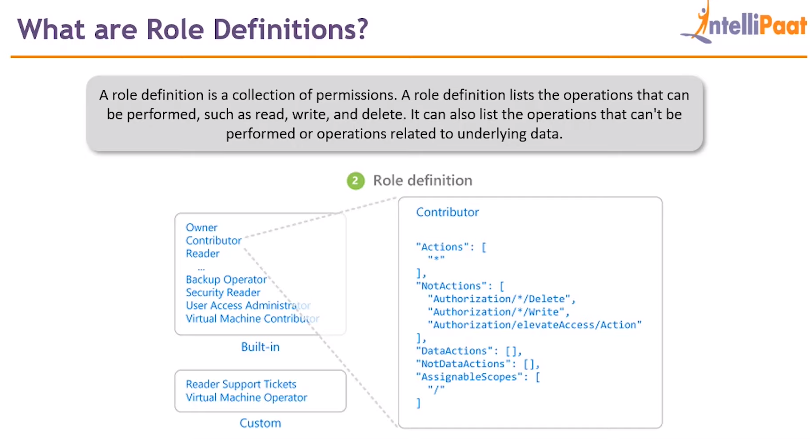 What are Role Definitions?
IntelliPaat
A role definition is a collection of permissions. A role definition lists the operations that can
be performed, such as read, write, and delete. It can also list the operations that can't be
performed or operations related to underlying data.
2 Role definition
Owner
Contributor
Reader
...
Backup Operator
Security Reader
User Access Administrator
Virtual Machine Contributor
Built-in
Reader Support Tickets
Virtual Machine Operator
Custom
Contributor
"Actions": [
"*"
],
"NotActions": [
"Authorization/*/Delete",
"Authorization/*/Write",
"Authorization/elevateAccess/Action"
],
"DataActions": [],
"NotDataActions": [],
"AssignableScopes": [
"/"
]